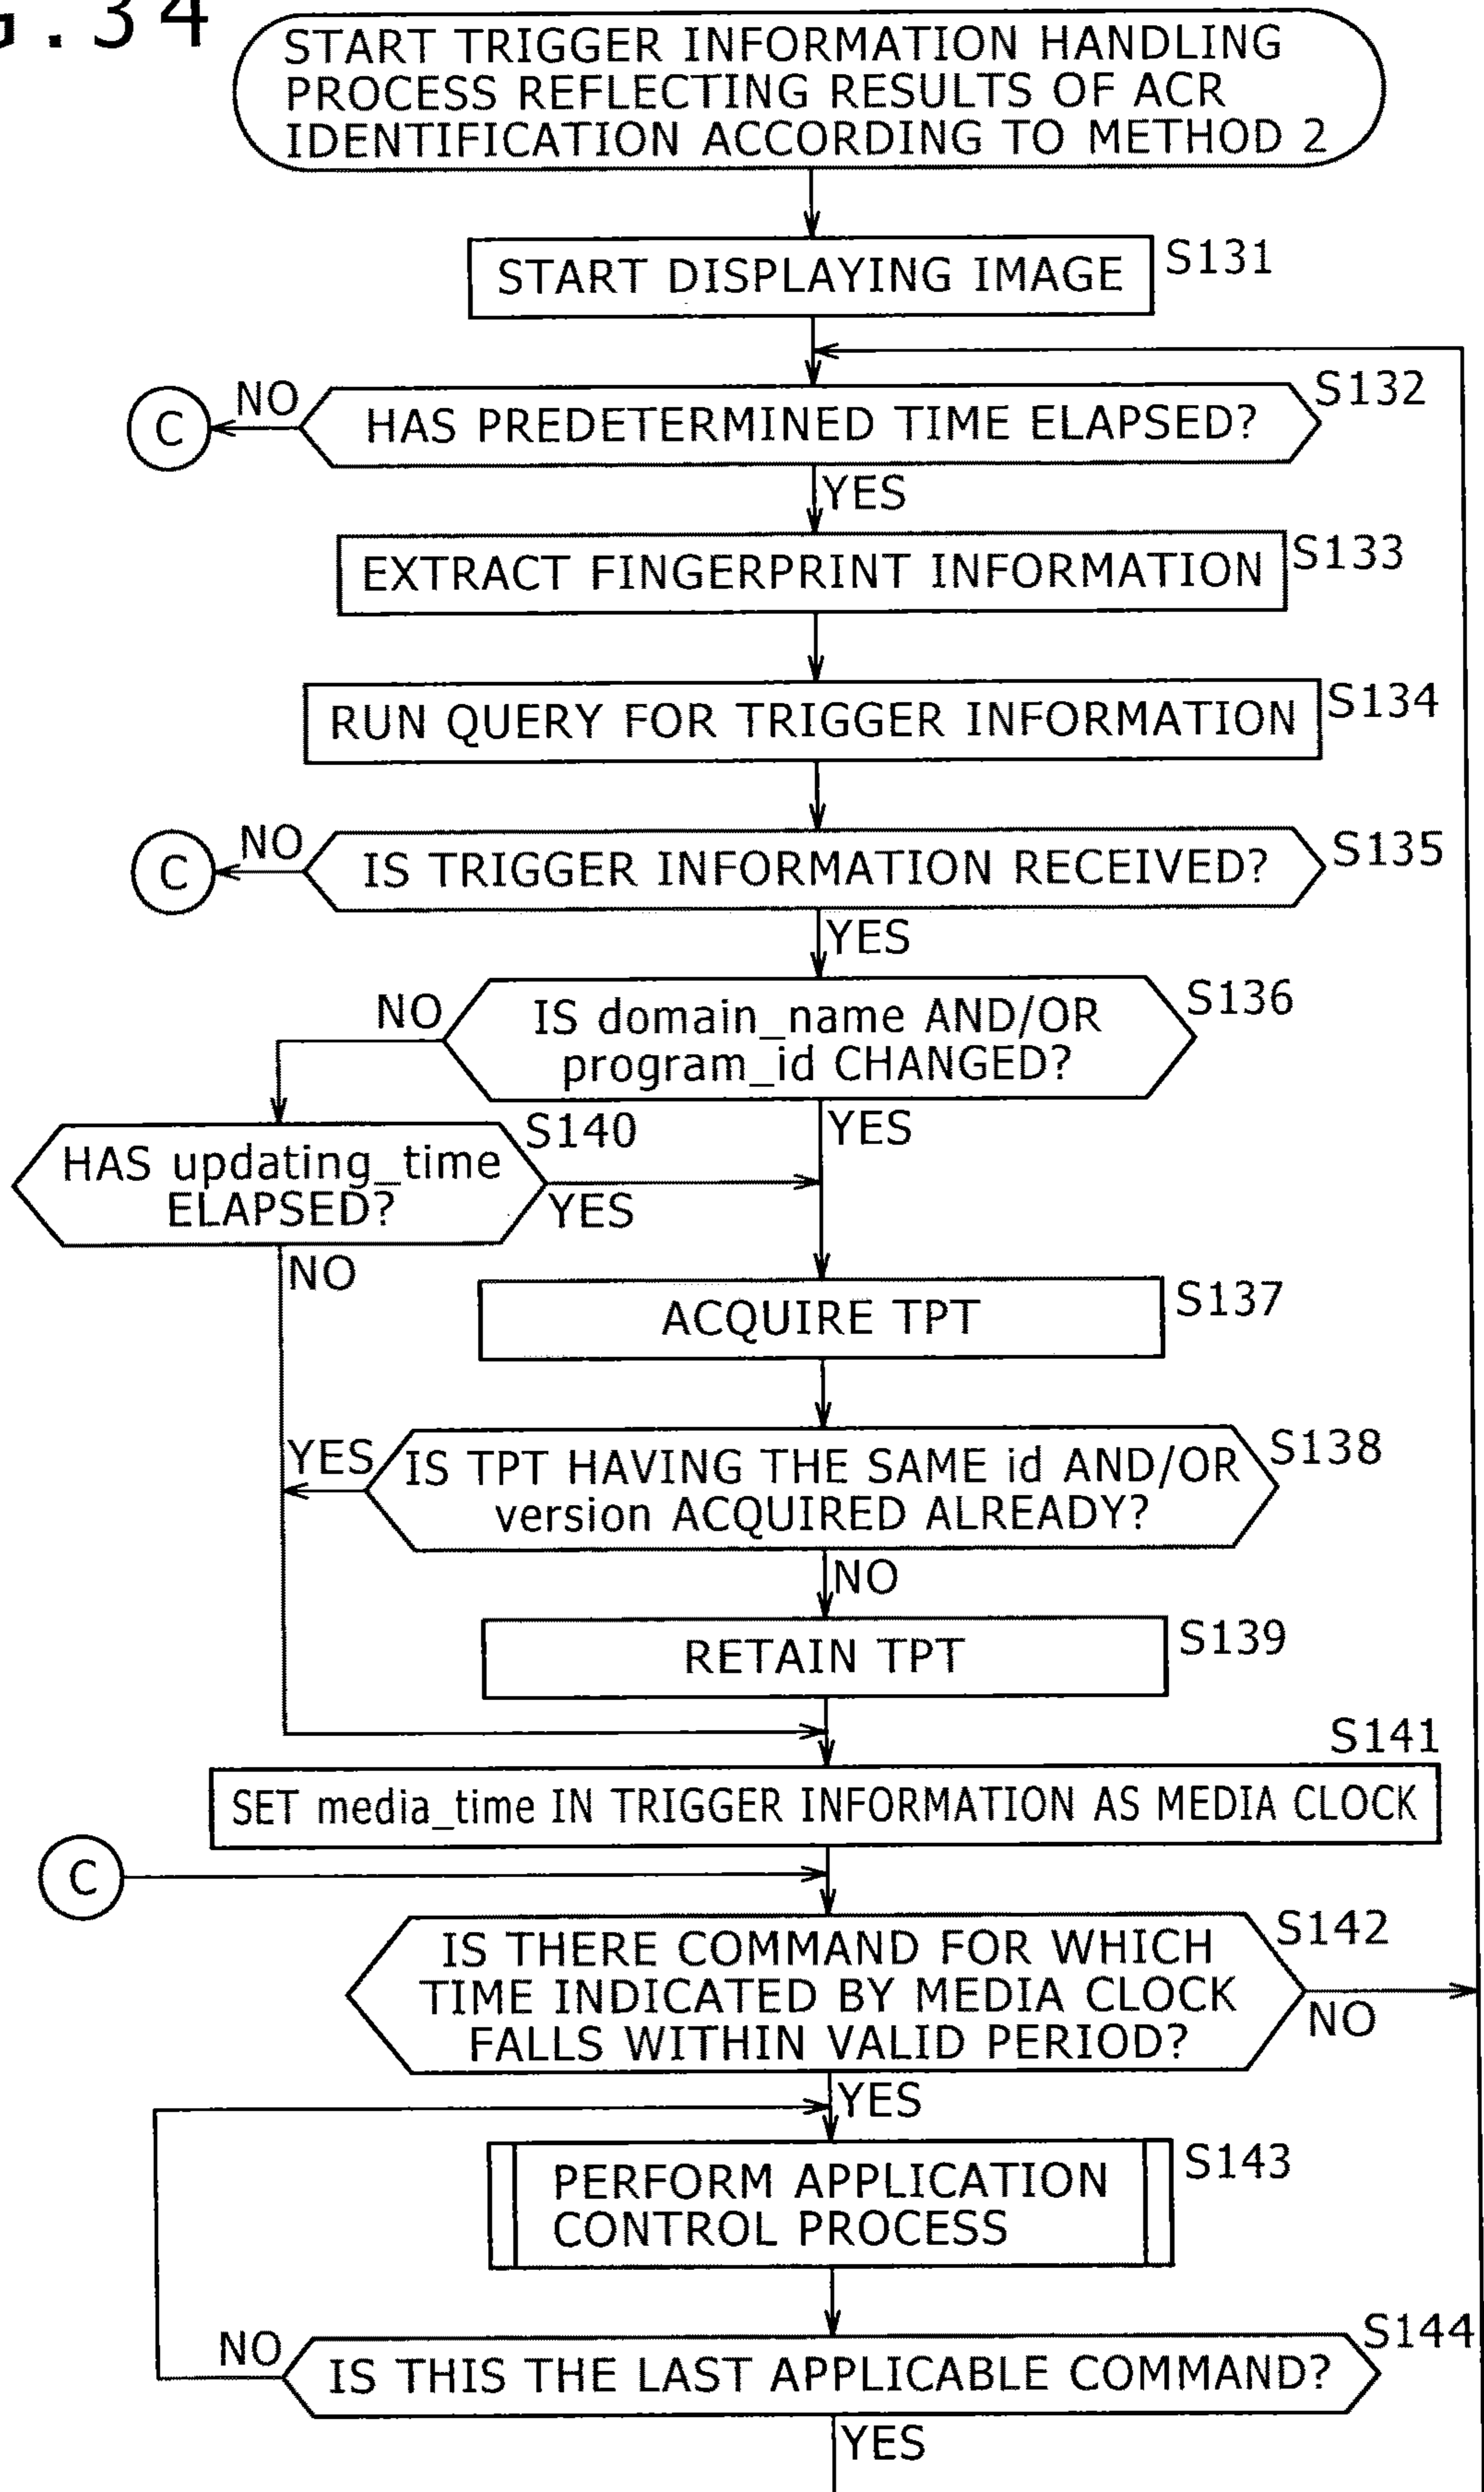 G.34
START TRIGGER INFORMATION HANDLING
PROCESS REFLECTING RESULTS OF ACR
IDENTIFICATION ACCORDING TO METHOD 2
START DISPLAYING IMAGE
S131
C
NO
HAS PREDETERMINED TIME ELAPSED?
S132
YES
EXTRACT FINGERPRINT INFORMATION
S133
RUN QUERY FOR TRIGGER INFORMATION
S134
C
NO
IS TRIGGER INFORMATION RECEIVED?
S135
YES
NO
IS domain_name AND/OR
program_id CHANGED?
S136
YES
HAS updating_time
ELAPSED?
S140
YES
NO
ACQUIRE TPT
S137
YES
IS TPT HAVING THE SAME id AND/OR
version ACQUIRED ALREADY?
S138
NO
RETAIN TPT
S139
S141
SET media_time IN TRIGGER INFORMATION AS MEDIA CLOCK
C
IS THERE COMMAND FOR WHICH
TIME INDICATED BY MEDIA CLOCK
FALLS WITHIN VALID PERIOD?
S142
NO
YES
PERFORM APPLICATION
CONTROL PROCESS
S143
NO
IS THIS THE LAST APPLICABLE COMMAND?
S144
YES